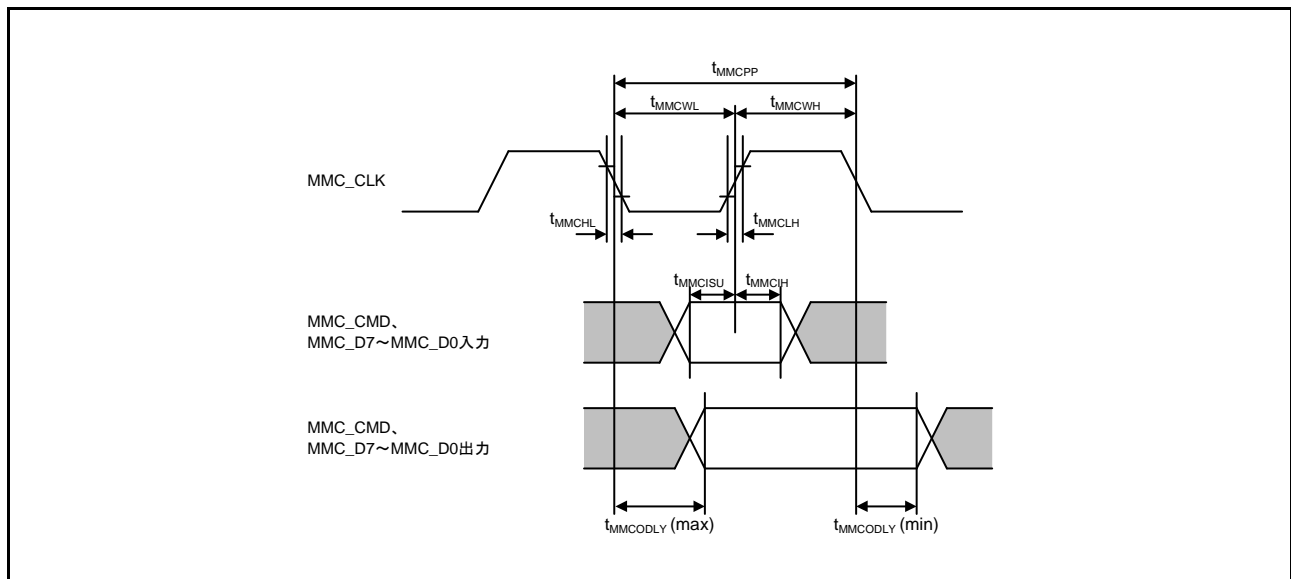 tMMCPP
tMMCWL tMMCWH
MMC_CLK
tMMCHL tMMCLH
tMMCISU tMMCIH
MMC_CMD、
MMC_D7～MMC_D0入力
MMC_CMD、
MMC_D7～MMC_D0出力
tMMCODLY (max) tMMCODLY (min)